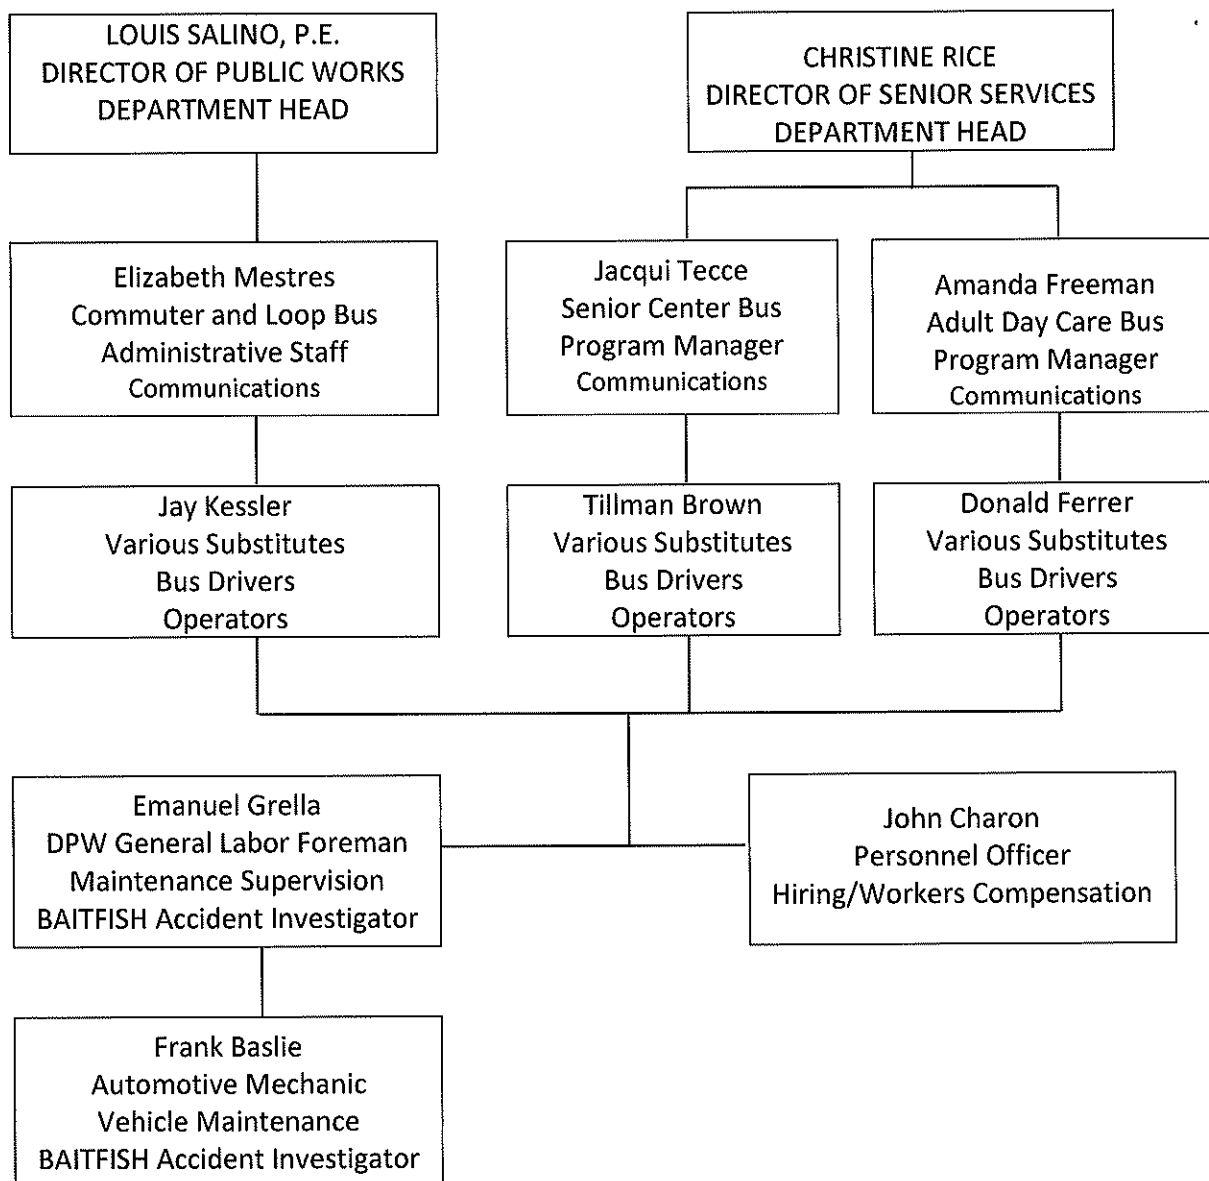 LOUIS SALINO, P.E.
DIRECTOR OF PUBLIC WORKS
DEPARTMENT HEAD
CHRISTINE RICE
DIRECTOR OF SENIOR SERVICES
DEPARTMENT HEAD
Elizabeth Mestres
Commuter and Loop Bus
Administrative Staff
Communications
Jacqui Tecce
Senior Center Bus
Program Manager
Communications
Amanda Freeman
Adult Day Care Bus
Program Manager
Communications
Jay Kessler
Various Substitutes
Bus Drivers
Operators
Tillman Brown
Various Substitutes
Bus Drivers
Operators
Donald Ferrer
Various Substitutes
Bus Drivers
Operators
Emanuel Grella
DPW General Labor Foreman
Maintenance Supervision
BAITFISH Accident Investigator
John Charon
Personnel Officer
Hiring/Workers Compensation
Frank Baslie
Automotive Mechanic
Vehicle Maintenance
BAITFISH Accident Investigator